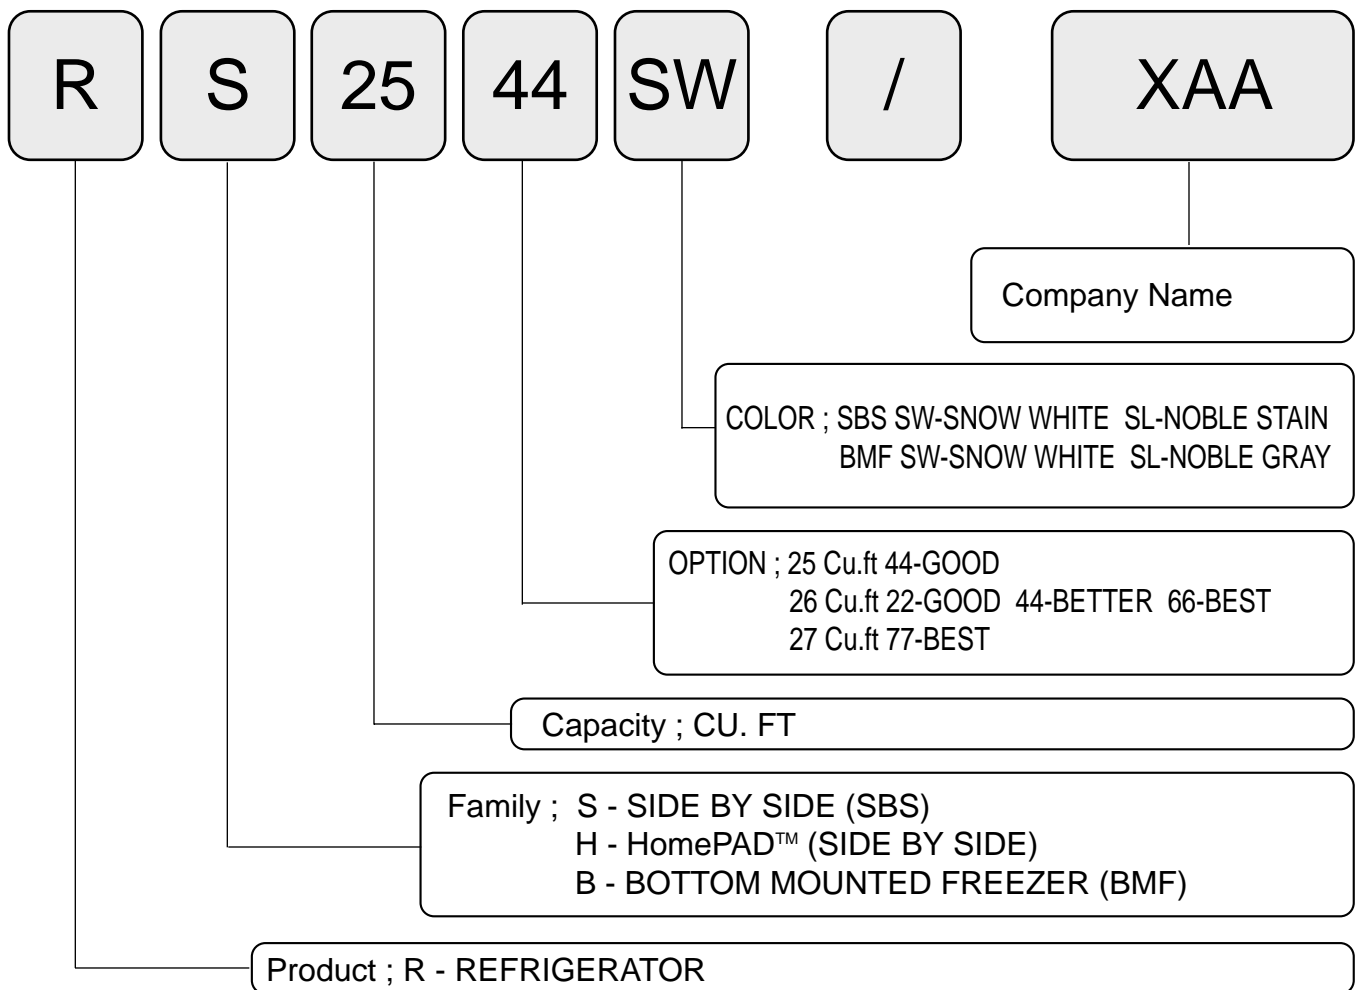 R S 25 44 SW / XAA
Company Name
COLOR ; SBS SW-SNOW WHITE SL-NOBLE STAIN
BMF SW-SNOW WHITE SL-NOBLE GRAY
OPTION ; 25 Cu.ft 44-GOOD
26 Cu.ft 22-GOOD 44-BETTER 66-BEST
27 Cu.ft 77-BEST
Capacity ; CU. FT
Family ; S - SIDE BY SIDE (SBS)
H - HomePAD™ (SIDE BY SIDE)
B - BOTTOM MOUNTED FREEZER (BMF)
Product ; R - REFRIGERATOR